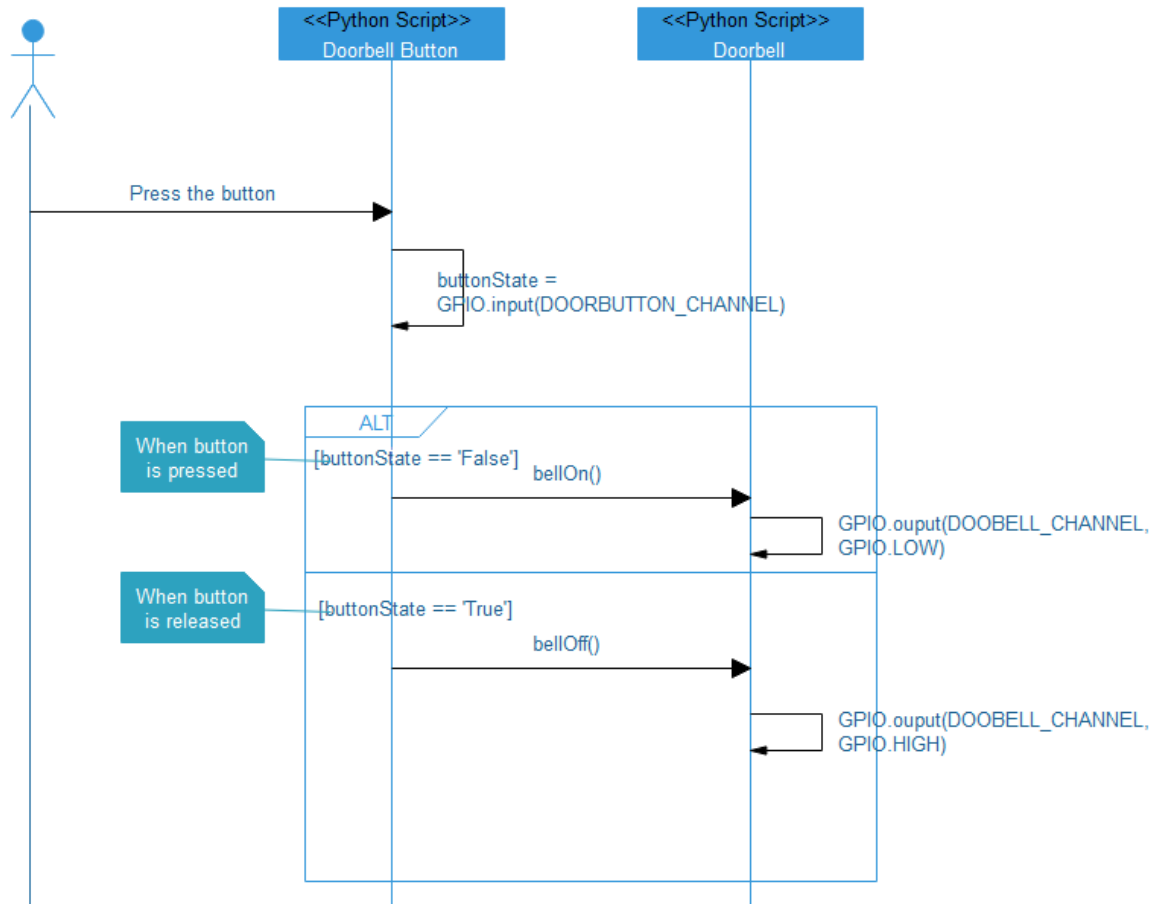 <<Python Script>>
Doorbell Button
<<Python Script>>
Doorbell
Press the button
buttonState =
GPIO.input(DOORBUTTON_CHANNEL)
ALT
When button
is pressed
[buttonState == 'False']
bellOn()
GPIO.ouput(DOOBELL_CHANNEL,
GPIO.LOW)
When button
is released
[buttonState == 'True']
bellOff()
GPIO.ouput(DOOBELL_CHANNEL,
GPIO.HIGH)